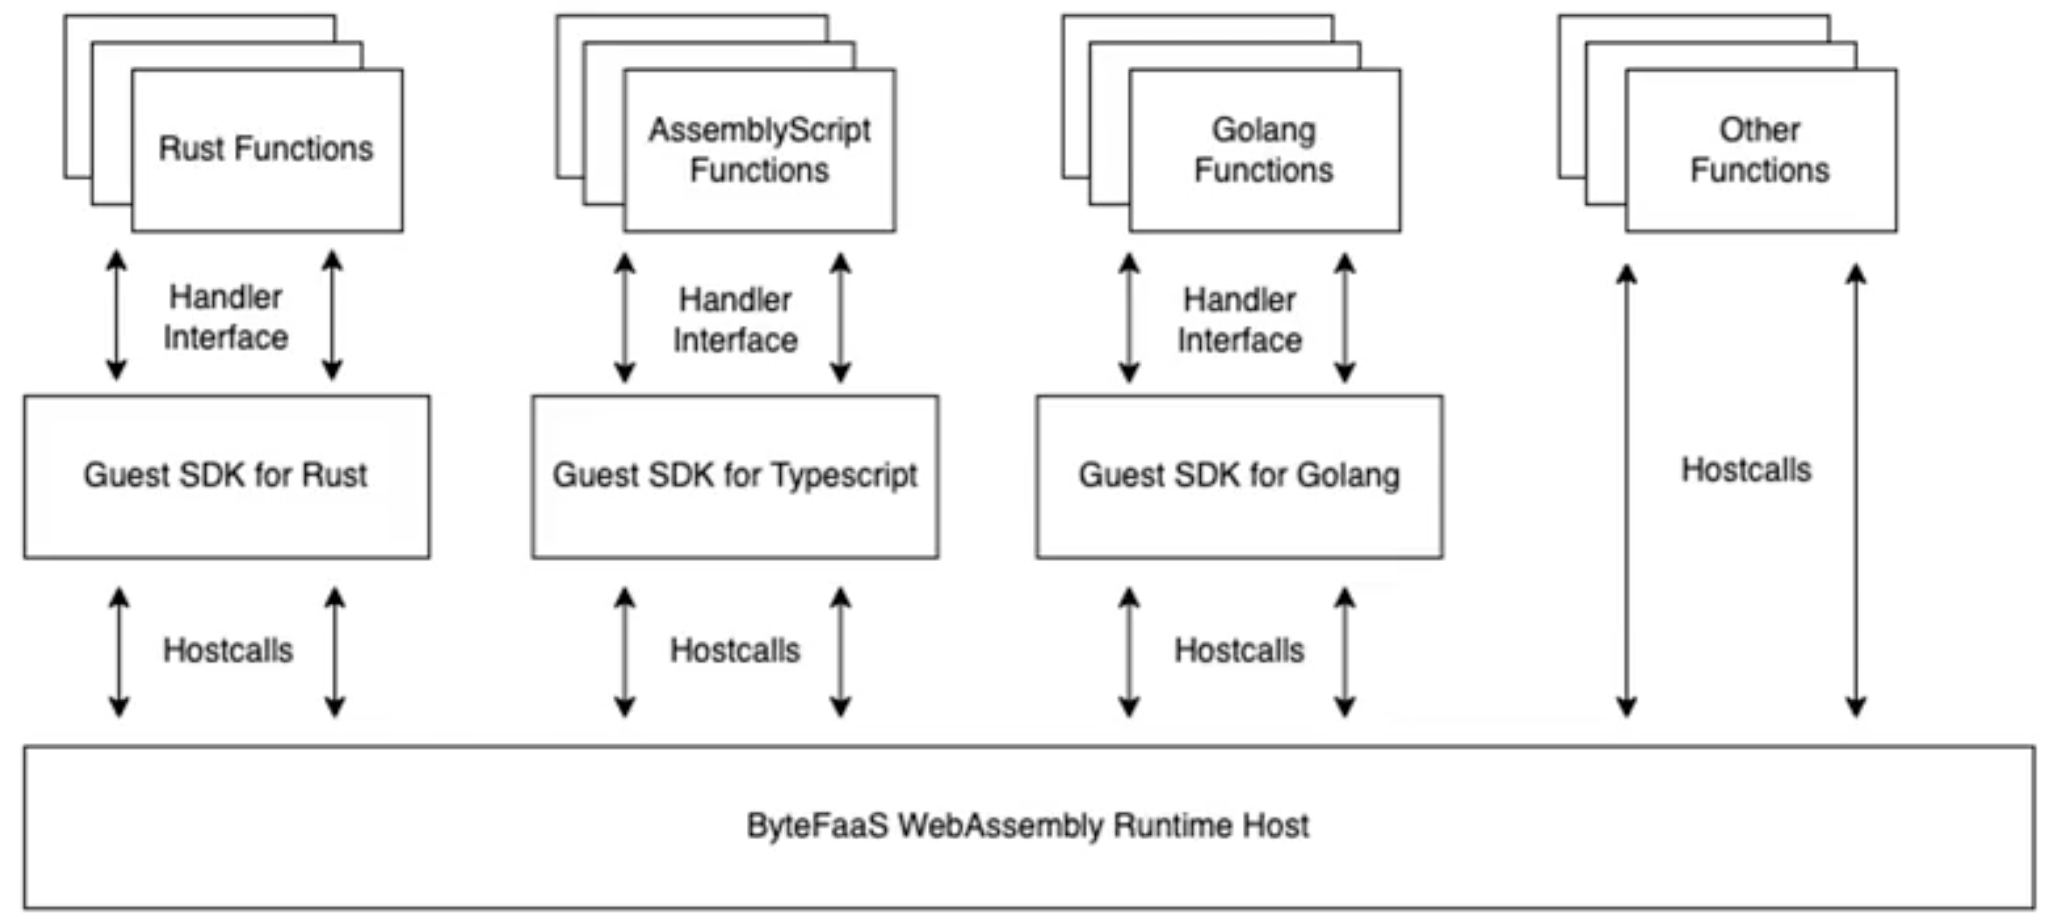 Rust Functions
AssemblyScript
Functions
Golang
Functions
Other
Functions
Handler
Interface
Handler
Interface
Handler
Interface
Guest SDK for Rust
Guest SDK for Typescript
Guest SDK for Golang
Hostcalls
Hostcalls
Hostcalls
Hostcalls
ByteFaaS WebAssembly Runtime Host